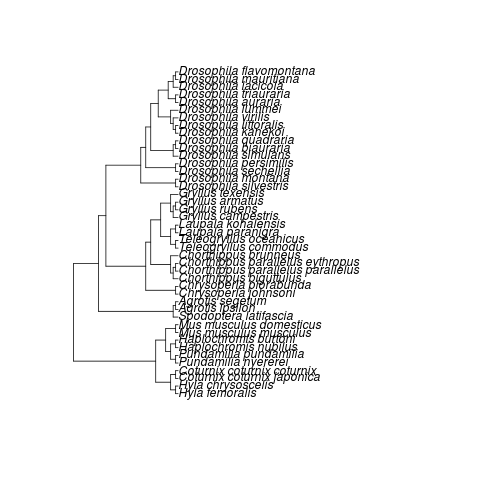 Drosophila flavomontana
Drosophila mauritiana
Drosophila lacicola
Drosophila triauraria
Drosophila auraria
Drosophila lummei
Drosophila virilis
Drosophila littoralis
Drosophila kanekoi
Drosophila quadraria
Drosophila biauraria
Drosophila simulans
Drosophila persimilis
Drosophila sechellia
Drosophila montana
Drosophila silvestris
Gryllus texensis
Gryllus armatus
Gryllus rubens
Gryllus campestris
Laupala kohalensis
Laupala paranigra
Teleogryllus oceanicus
Teleogryllus commodus
Chorthippus brunneus
Chorthippus parallelus eythropus
Chorthippus parallelus parallelus
Chorthippus biguttulus
Chrysoperla plorabunda
Chrysoperla johnsoni
Agrotis segetum
Agrotis ipsilon
Spodoptera latifascia
Mus musculus domesticus
Mus musculus musculus
Haplochromis burtoni
Haplochromis nubilus
Pundamilia pundamilia
Pundamilia nyererei
Coturnix coturnix coturnix
Coturnix coturnix japonica
Hyla chrysoscelis
Hyla femoralis